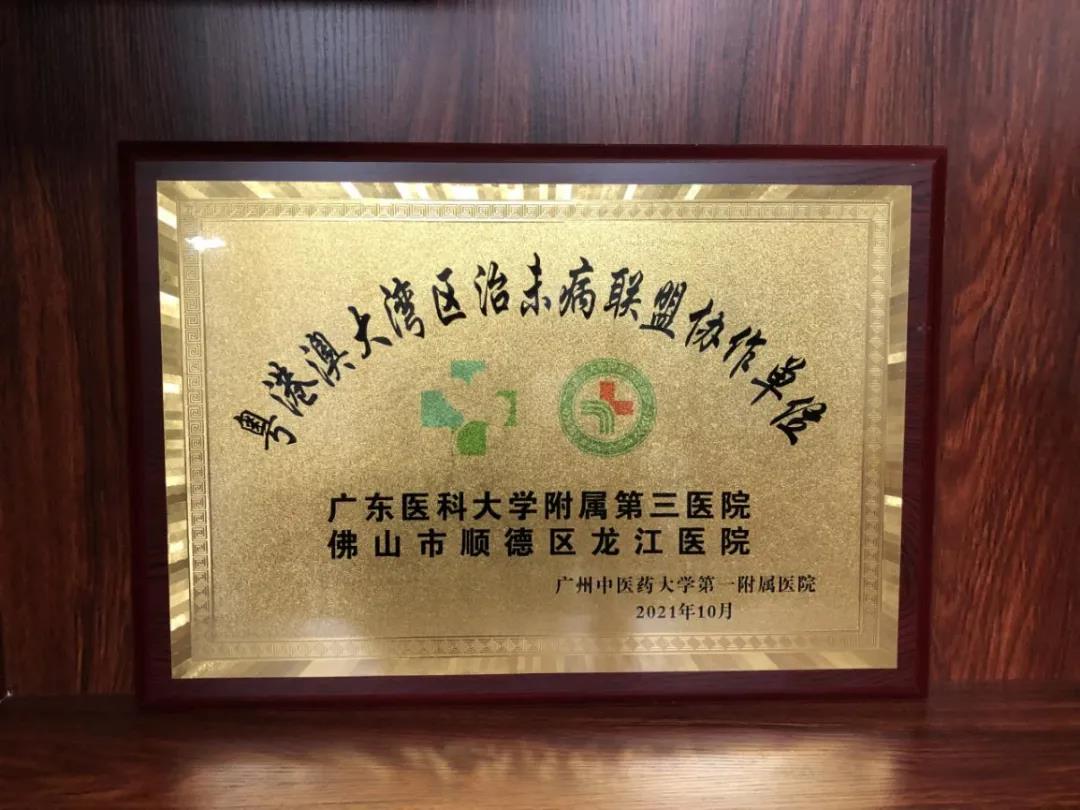 粤港澳大湾区治未病联盟协作单位
广东医科大学附属第三医院
佛山市顺德区龙江医院
广州中医药大学第一附属医院
2021年10月